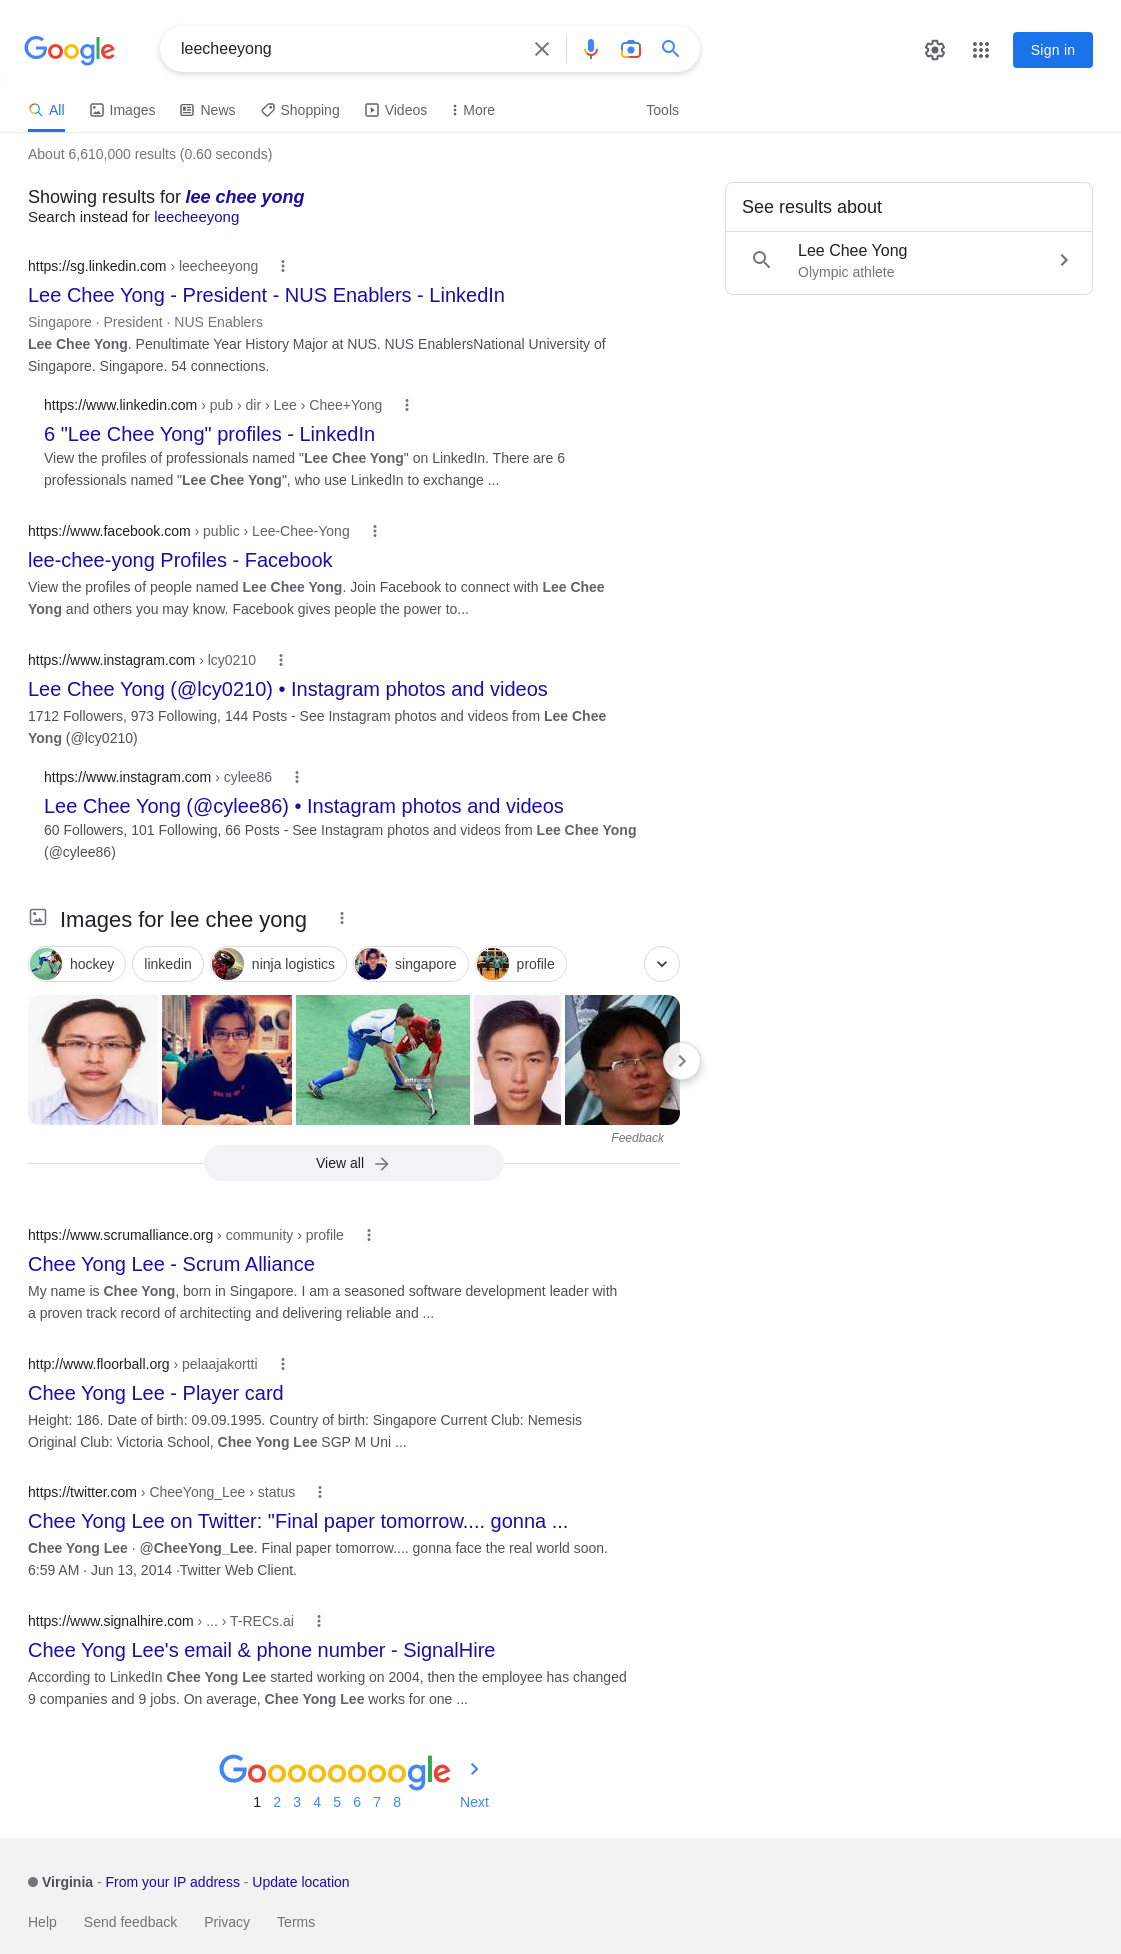 Google
leecheeyong
Sign in
All
Images
News
Shopping
Videos
More
Tools
About 6,610,000 results (0.60 seconds)
Showing results for lee chee yong
Search instead for leecheeyong
See results about
Lee Chee Yong
Olympic athlete
https://sg.linkedin.com › leecheeyong
Lee Chee Yong - President - NUS Enablers - LinkedIn
Singapore · President · NUS Enablers
Lee Chee Yong. Penultimate Year History Major at NUS. NUS EnablersNational University of
Singapore. Singapore. 54 connections.
https://www.linkedin.com › pub › dir › Lee › Chee+Yong
6 "Lee Chee Yong" profiles - LinkedIn
View the profiles of professionals named "Lee Chee Yong" on LinkedIn. There are 6
professionals named "Lee Chee Yong", who use LinkedIn to exchange ...
https://www.facebook.com › public › Lee-Chee-Yong
lee-chee-yong Profiles - Facebook
View the profiles of people named Lee Chee Yong. Join Facebook to connect with Lee Chee
Yong and others you may know. Facebook gives people the power to...
https://www.instagram.com › lcy0210
Lee Chee Yong (@lcy0210) • Instagram photos and videos
1712 Followers, 973 Following, 144 Posts - See Instagram photos and videos from Lee Chee
Yong (@lcy0210)
https://www.instagram.com › cylee86
Lee Chee Yong (@cylee86) • Instagram photos and videos
60 Followers, 101 Following, 66 Posts - See Instagram photos and videos from Lee Chee Yong
(@cylee86)
Images for lee chee yong
hockey
linkedin
ninja logistics
singapore
profile
Feedback
View all
https://www.scrumalliance.org › community › profile
Chee Yong Lee - Scrum Alliance
My name is Chee Yong, born in Singapore. I am a seasoned software development leader with
a proven track record of architecting and delivering reliable and ...
http://www.floorball.org › pelaajakortti
Chee Yong Lee - Player card
Height: 186. Date of birth: 09.09.1995. Country of birth: Singapore Current Club: Nemesis
Original Club: Victoria School, Chee Yong Lee SGP M Uni ...
https://twitter.com › CheeYong_Lee › status
Chee Yong Lee on Twitter: "Final paper tomorrow.... gonna ...
Chee Yong Lee · @CheeYong_Lee. Final paper tomorrow.... gonna face the real world soon.
6:59 AM · Jun 13, 2014 ·Twitter Web Client.
https://www.signalhire.com › ... › T-RECs.ai
Chee Yong Lee's email & phone number - SignalHire
According to LinkedIn Chee Yong Lee started working on 2004, then the employee has changed
9 companies and 9 jobs. On average, Chee Yong Lee works for one ...
Goooooooogle
1 2 3 4 5 6 7 8 Next
Virginia - From your IP address - Update location
Help
Send feedback
Privacy
Terms